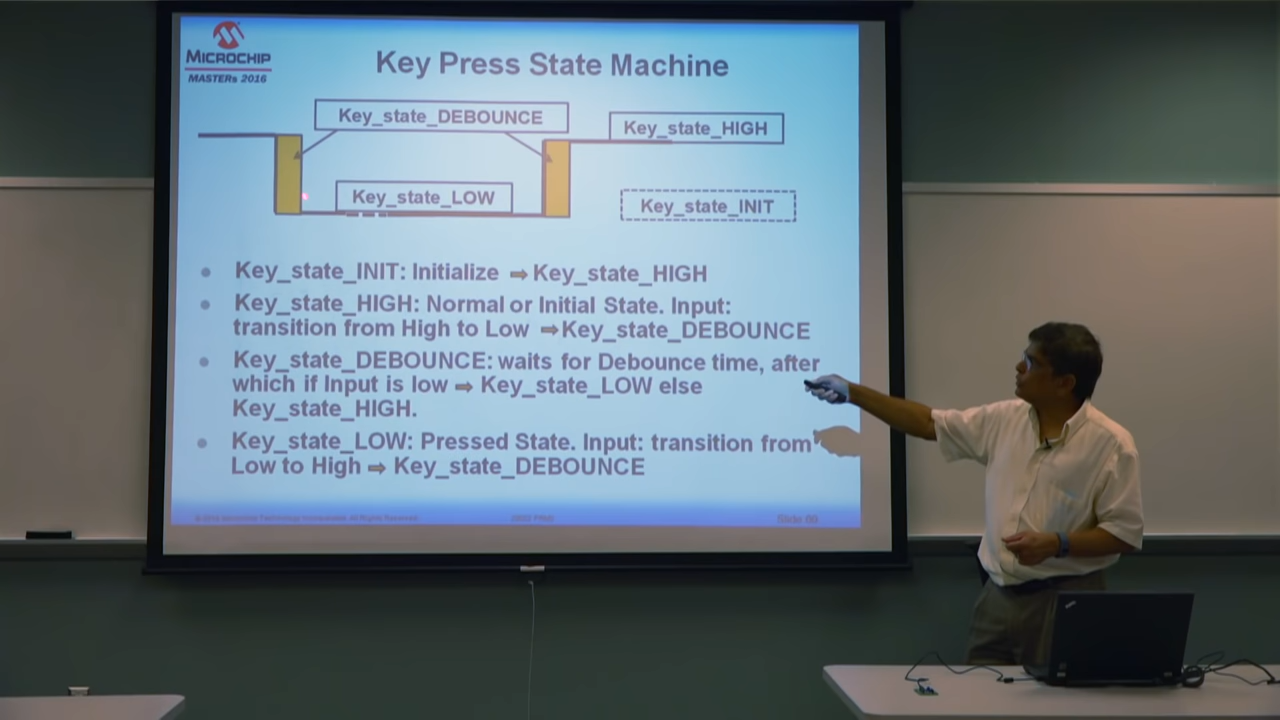 MICROCHIP
MASTERs 2016
Key Press State Machine
Key_state_DEBOUNCE
Key_state_HIGH
Key_state_LOW
Key_state_INIT
Key_state_INIT: Initialize ⇒ Key_state_HIGH
Key_state_HIGH: Normal or Initial State. Input:
transition from High to Low ⇒ Key_state_DEBOUNCE
Key_state_DEBOUNCE: waits for Debounce time, after
which if Input is low ⇒ Key_state_LOW else
Key_state_HIGH.
Key_state_LOW: Pressed State. Input: transition from
Low to High ⇒ Key_state_DEBOUNCE